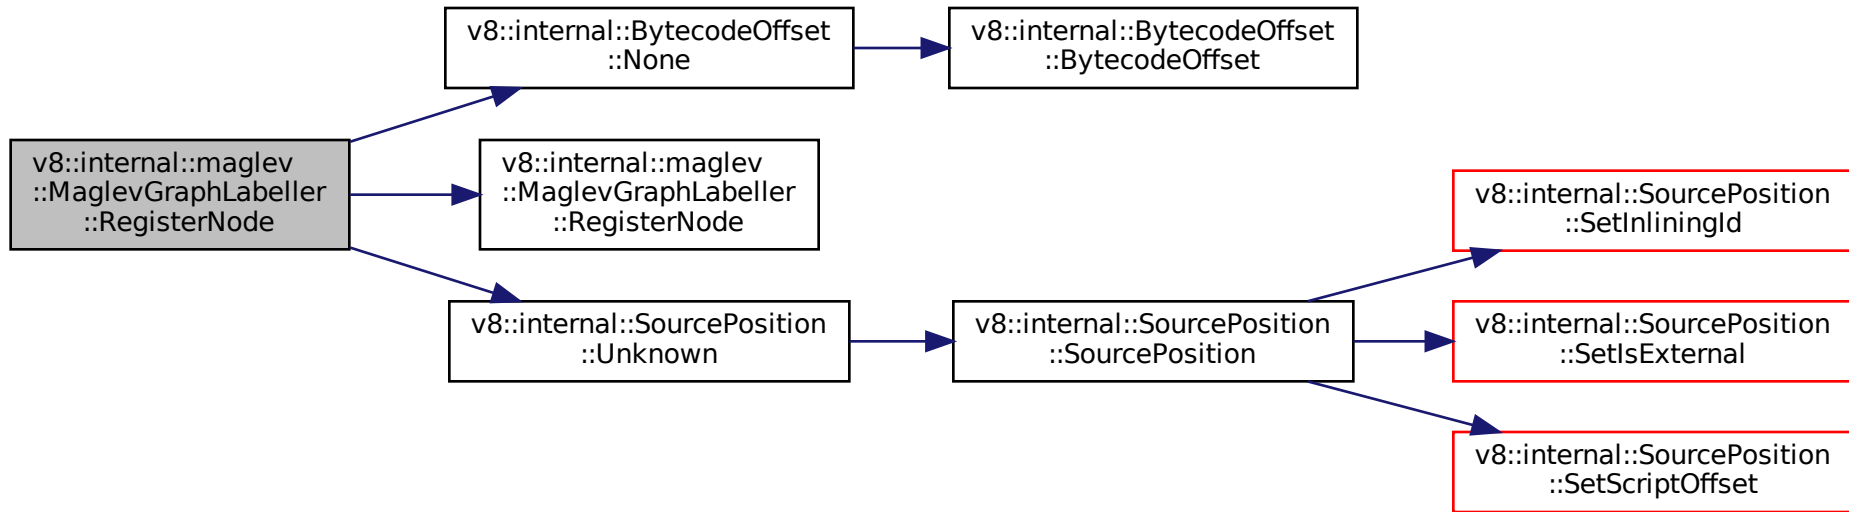 v8::internal::BytecodeOffset
::None
v8::internal::BytecodeOffset
::BytecodeOffset
v8::internal::maglev
::MaglevGraphLabeller
::RegisterNode
v8::internal::maglev
::MaglevGraphLabeller
::RegisterNode
v8::internal::SourcePosition
::Unknown
v8::internal::SourcePosition
::SourcePosition
v8::internal::SourcePosition
::SetInliningId
v8::internal::SourcePosition
::SetIsExternal
v8::internal::SourcePosition
::SetScriptOffset